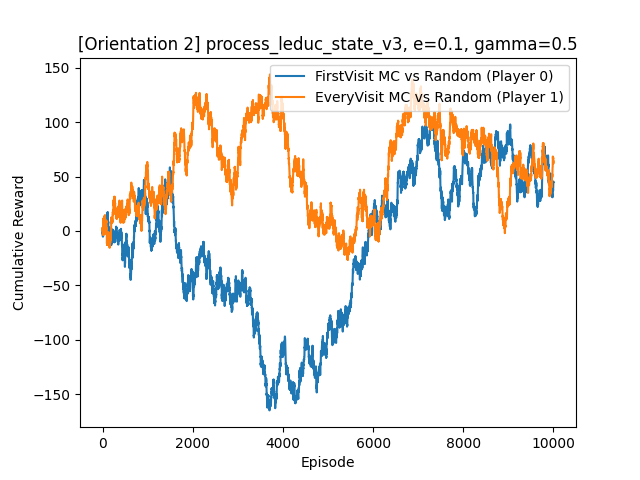 [Orientation 2] process_leduc_state_v3, e=0.1, gamma=0.5
FirstVisit MC vs Random (Player 0)
EveryVisit MC vs Random (Player 1)
Cumulative Reward
150
100
50
0
−50
−100
−150
0 2000 4000 6000 8000 10000
Episode